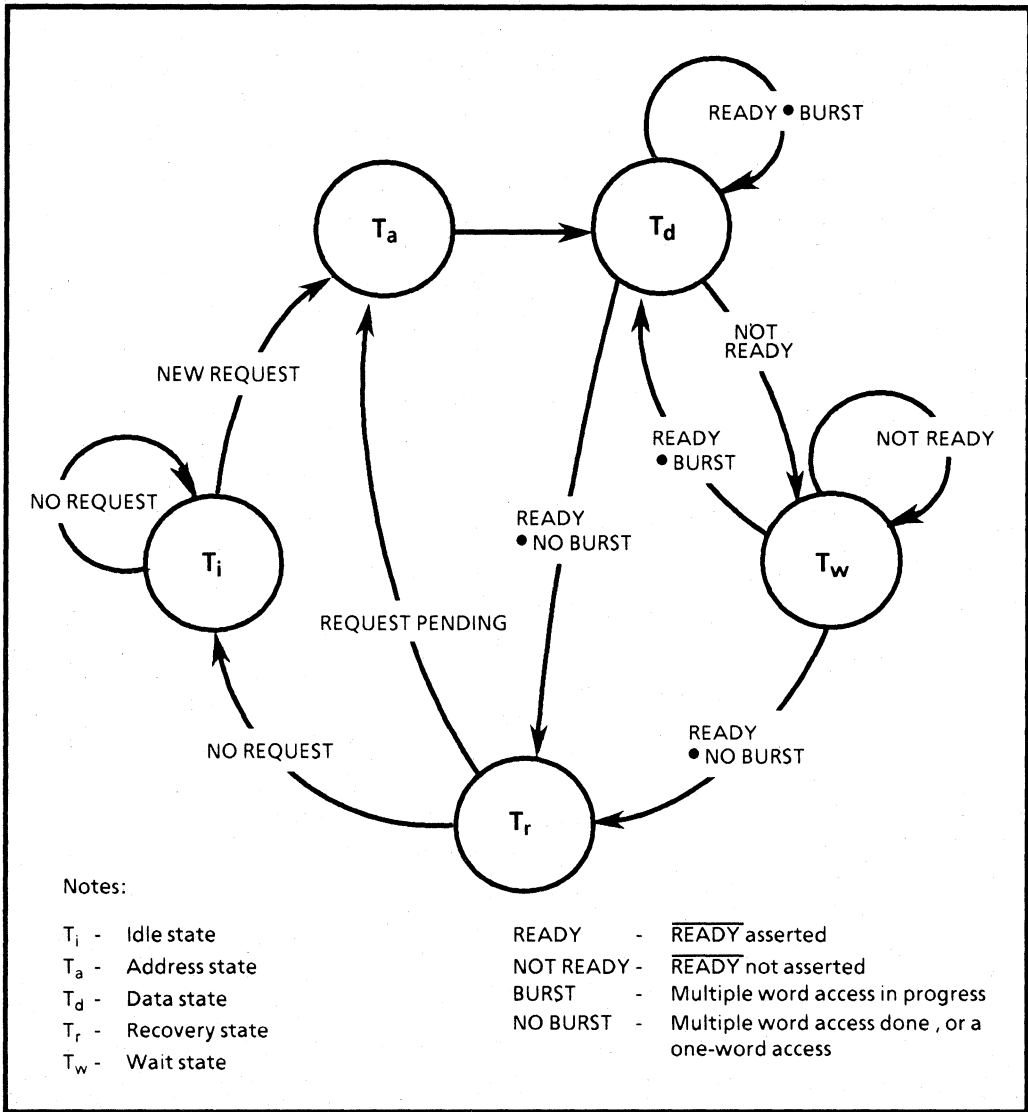 READY • BURST
Ta
Td
NOT
READY
NEW REQUEST
READY
• BURST
NOT READY
NO REQUEST
READY
• NO BURST
Ti
Tw
REQUEST PENDING
NO REQUEST
READY
• NO BURST
Tr
Notes:
Ti - Idle state
Ta - Address state
Td - Data state
Tr - Recovery state
Tw - Wait state
READY - READY asserted
NOT READY - READY not asserted
BURST - Multiple word access in progress
NO BURST - Multiple word access done , or a
one-word access